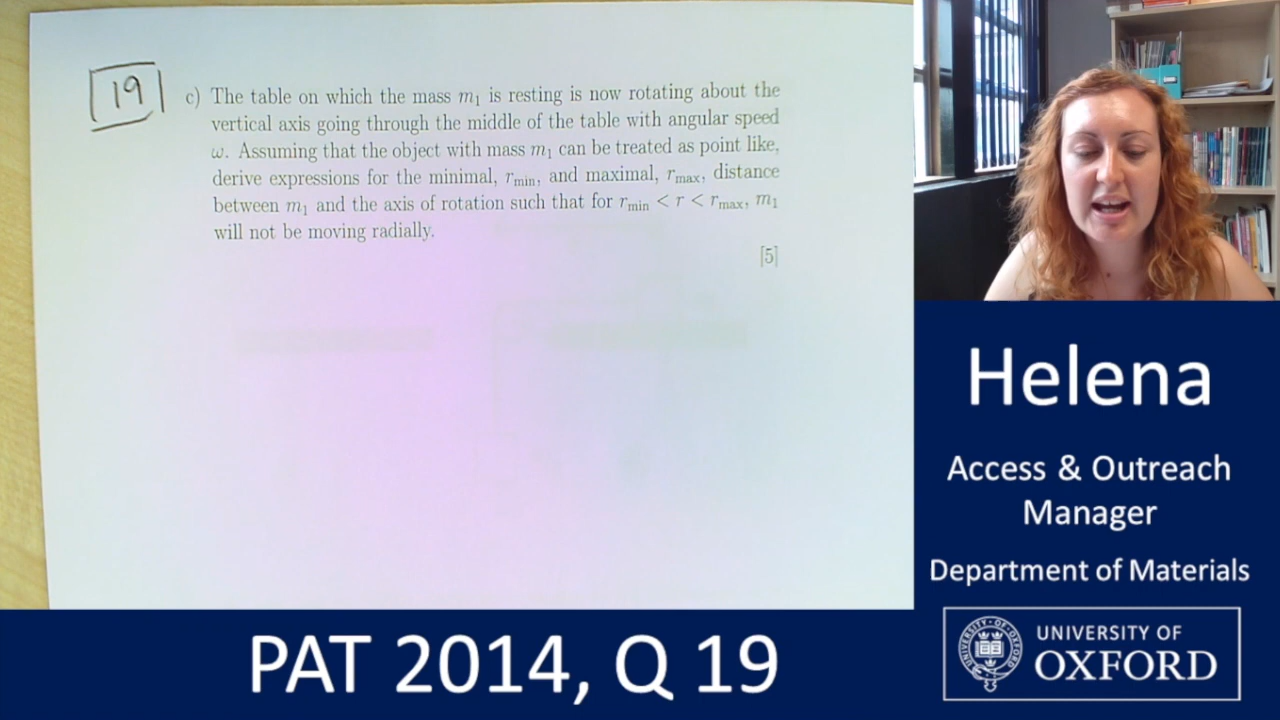 19
c) The table on which the mass m₁ is resting is now rotating about the
vertical axis going through the middle of the table with angular speed
ω. Assuming that the object with mass m₁ can be treated as point like,
derive expressions for the minimal, rₘᵢₙ, and maximal, rₘₐₓ, distance
between m₁ and the axis of rotation such that for rₘᵢₙ < r < rₘₐₓ, m₁
will not be moving radially.
[5]
Helena
Access & Outreach
Manager
Department of Materials
UNIVERSITY OF
OXFORD
PAT 2014, Q 19